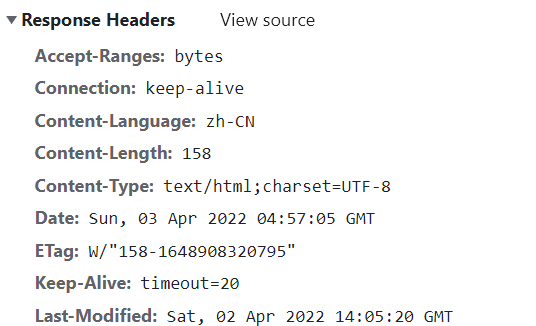 Response Headers View source
Accept-Ranges: bytes
Connection: keep-alive
Content-Language: zh-CN
Content-Length: 158
Content-Type: text/html;charset=UTF-8
Date: Sun, 03 Apr 2022 04:57:05 GMT
ETag: W/"158-1648908320795"
Keep-Alive: timeout=20
Last-Modified: Sat, 02 Apr 2022 14:05:20 GMT